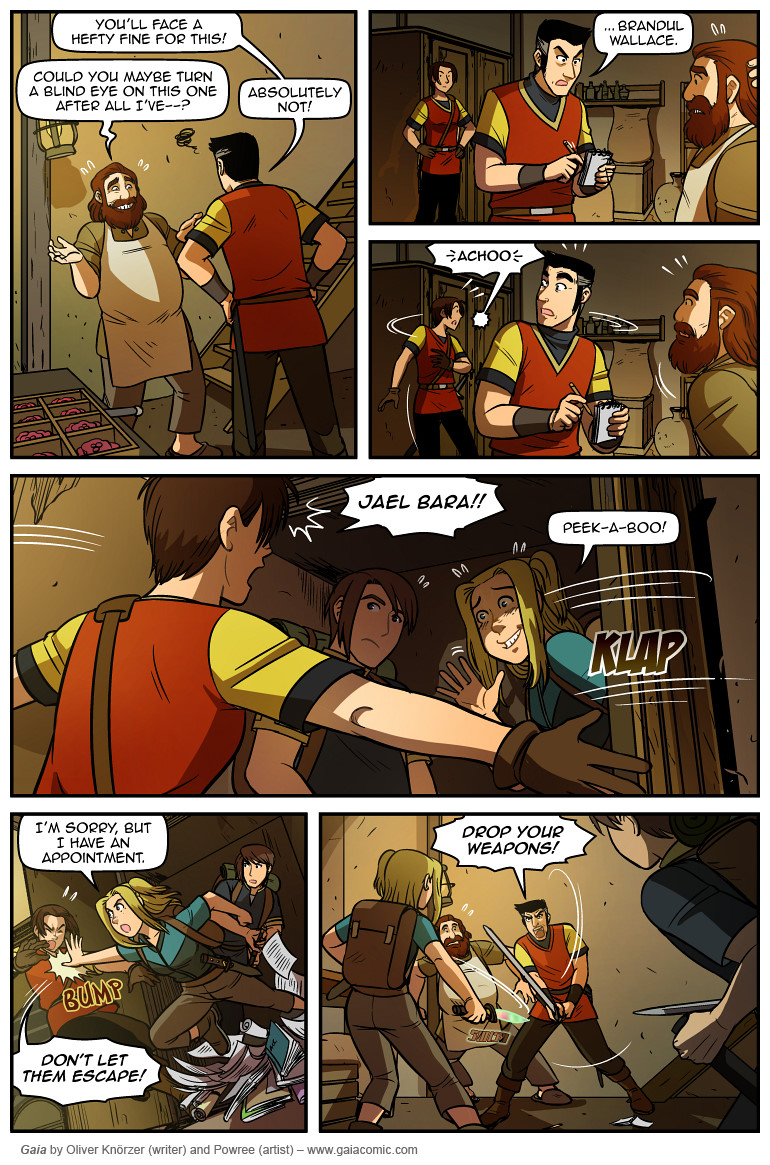 YOU'LL FACE A
HEFTY FINE FOR THIS!
COULD YOU MAYBE TURN
A BLIND EYE ON THIS ONE
AFTER ALL I'VE--?
ABSOLUTELY
NOT!
...BRANDUL
WALLACE.
ACHOO
JAEL BARA!!
PEEK-A-BOO!
KLAP
I'M SORRY, BUT
I HAVE AN
APPOINTMENT.
BUMP
DON'T LET
THEM ESCAPE!
DROP YOUR
WEAPONS!
Gaia by Oliver Knörzer (writer) and Powree (artist) – www.gaiacomic.com